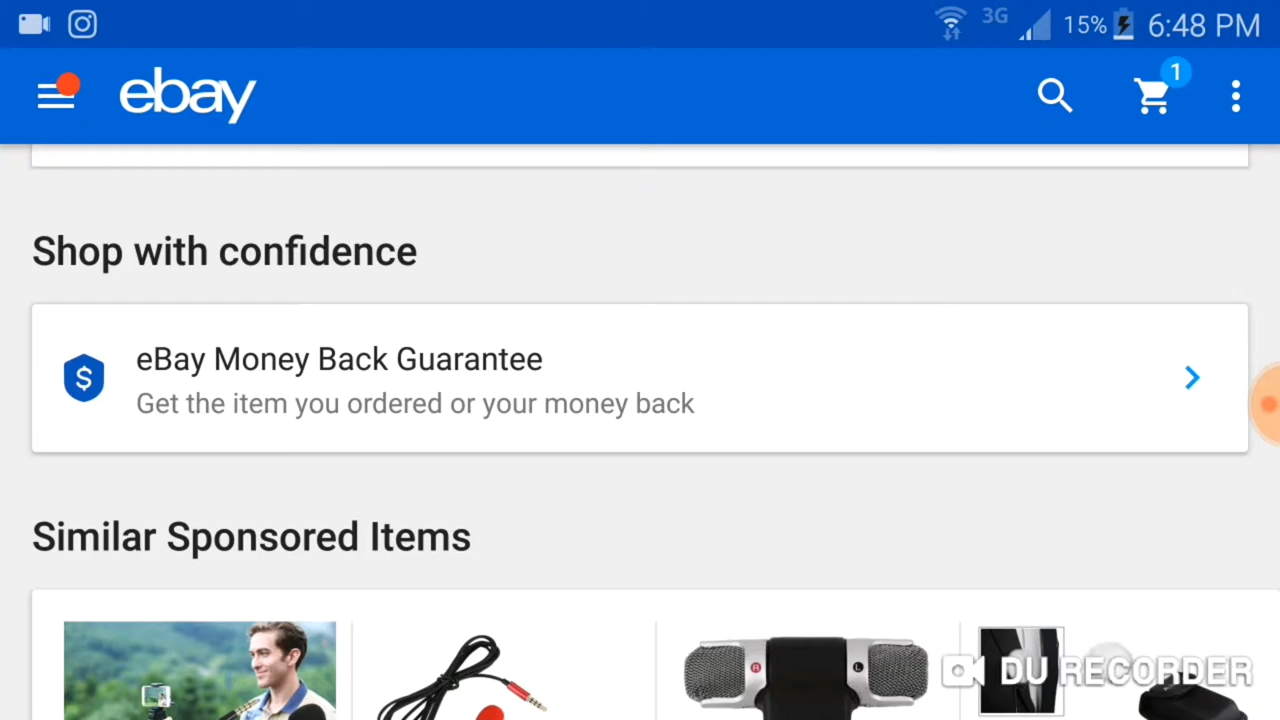 3G 15% 6:48 PM
ebay 1
Shop with confidence
eBay Money Back Guarantee
Get the item you ordered or your money back
Similar Sponsored Items
R L
DU RECORDER